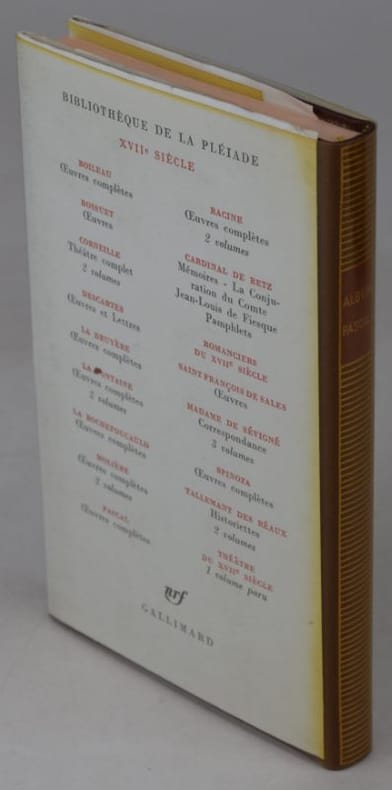 BIBLIOTHÈQUE DE LA PLÉIADE
XVIIe SIÈCLE
BOILEAU
Œuvres complètes
BOSSUET
Œuvres
CORNEILLE
Théâtre complet
2 volumes
DESCARTES
Œuvres et Lettres
LA BRUYÈRE
Œuvres complètes
LA FONTAINE
Œuvres complètes
2 volumes
LA ROCHEFOUCAULD
Œuvres complètes
MOLIÈRE
Œuvres complètes
2 volumes
PASCAL
Œuvres complètes
RACINE
Œuvres complètes
2 volumes
CARDINAL DE RETZ
Mémoires - La Conju-
ration du Comte
Jean-Louis de Fiesque
Pamphlets
ROMANCIERS
DU XVIIe SIÈCLE
SAINT FRANÇOIS DE SALES
Œuvres
MADAME DE SÉVIGNÉ
Correspondance
3 volumes
SPINOZA
Œuvres complètes
TALLEMANT DES RÉAUX
Historiettes
2 volumes
THÉÂTRE
DU XVIIe SIÈCLE
1 volume paru
nrf
GALLIMARD